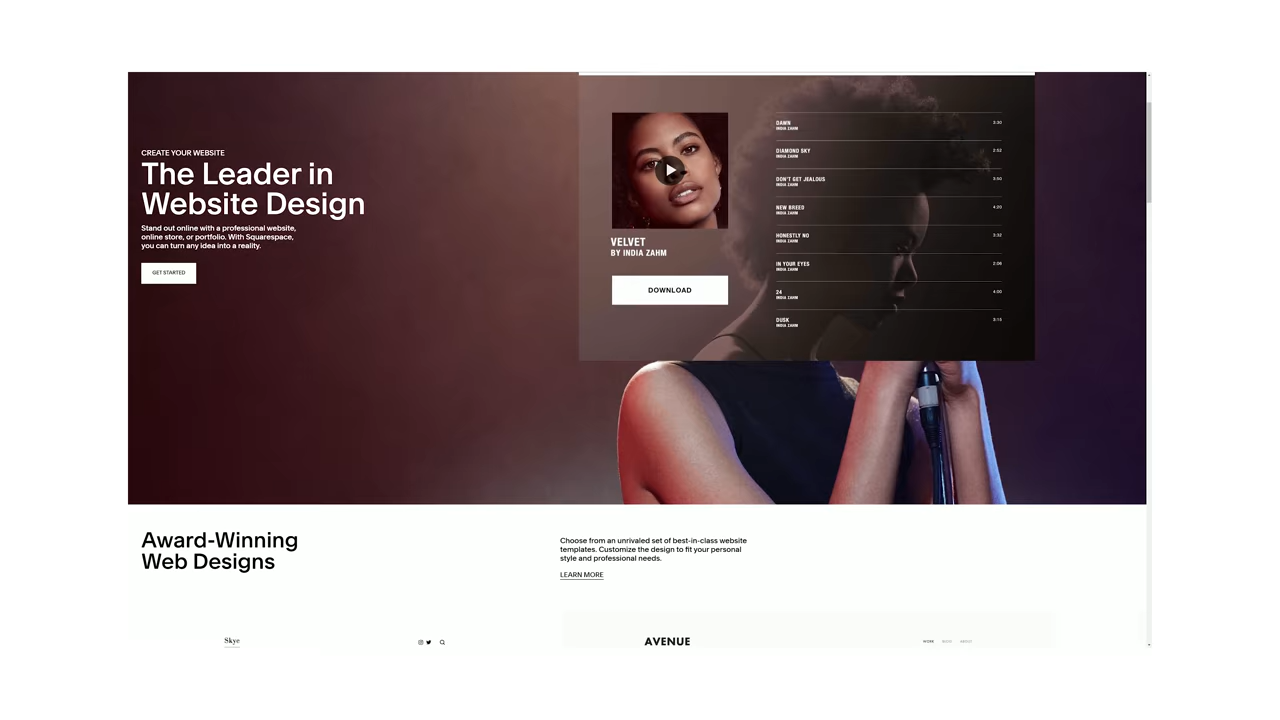 CREATE YOUR WEBSITE
The Leader in
Website Design
Stand out online with a professional website,
online store, or portfolio. With Squarespace,
you can turn any idea into a reality.
GET STARTED
VELVET
BY INDIA ZAHM
DOWNLOAD
DAWN 3:30
INDIA ZAHM
DIAMOND SKY 2:52
INDIA ZAHM
DON'T GET JEALOUS 3:50
INDIA ZAHM
NEW BREED 4:20
INDIA ZAHM
HONESTLY NO 3:32
INDIA ZAHM
IN YOUR EYES 2:06
INDIA ZAHM
24 4:00
INDIA ZAHM
DUSK 3:14
INDIA ZAHM
Award-Winning
Web Designs
Choose from an unrivaled set of best-in-class website
templates. Customize the design to fit your personal
style and professional needs.
LEARN MORE
Skye
AVENUE
WORK
ABOUT